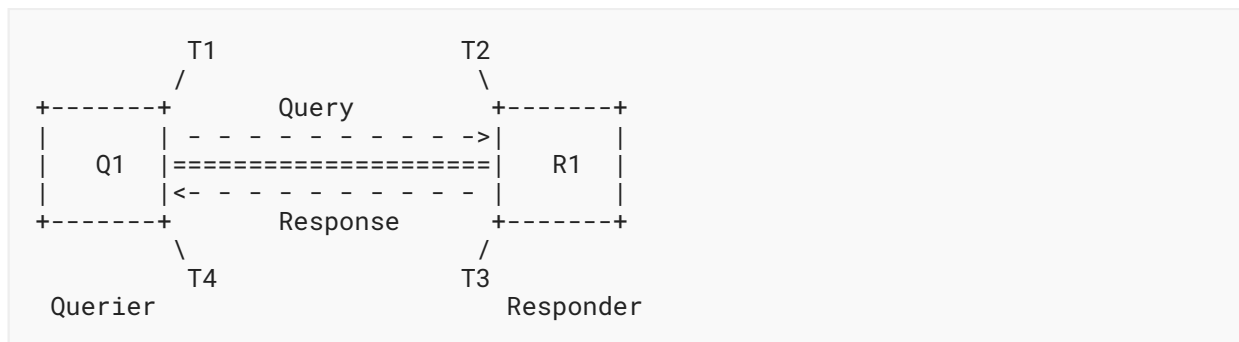 T1 T2
/ \
+-------+ Query +-------+
| | - - - - - - - - - ->| |
| Q1 |=====================| R1 |
| |<- - - - - - - - - - | |
+-------+ Response +-------+
\ /
T4 T3
Querier Responder